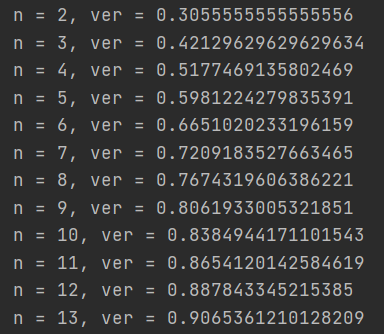 n = 2, ver = 0.3055555555555556
n = 3, ver = 0.42129629629629634
n = 4, ver = 0.5177469135802469
n = 5, ver = 0.5981224279835391
n = 6, ver = 0.6651020233196159
n = 7, ver = 0.7209183527663465
n = 8, ver = 0.7674319606386221
n = 9, ver = 0.8061933005321851
n = 10, ver = 0.8384944171101543
n = 11, ver = 0.8654120142584619
n = 12, ver = 0.887843345215385
n = 13, ver = 0.9065361210128209